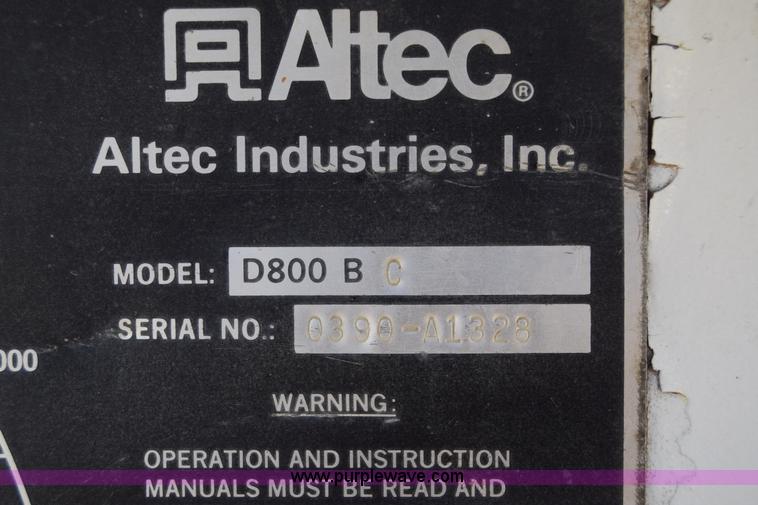 Altec®
Altec Industries, Inc.
MODEL: D800 B C
SERIAL NO.: 0390-A1328
000
WARNING:
OPERATION AND INSTRUCTION
www.purplewave.com
MANUALS MUST BE READ AND